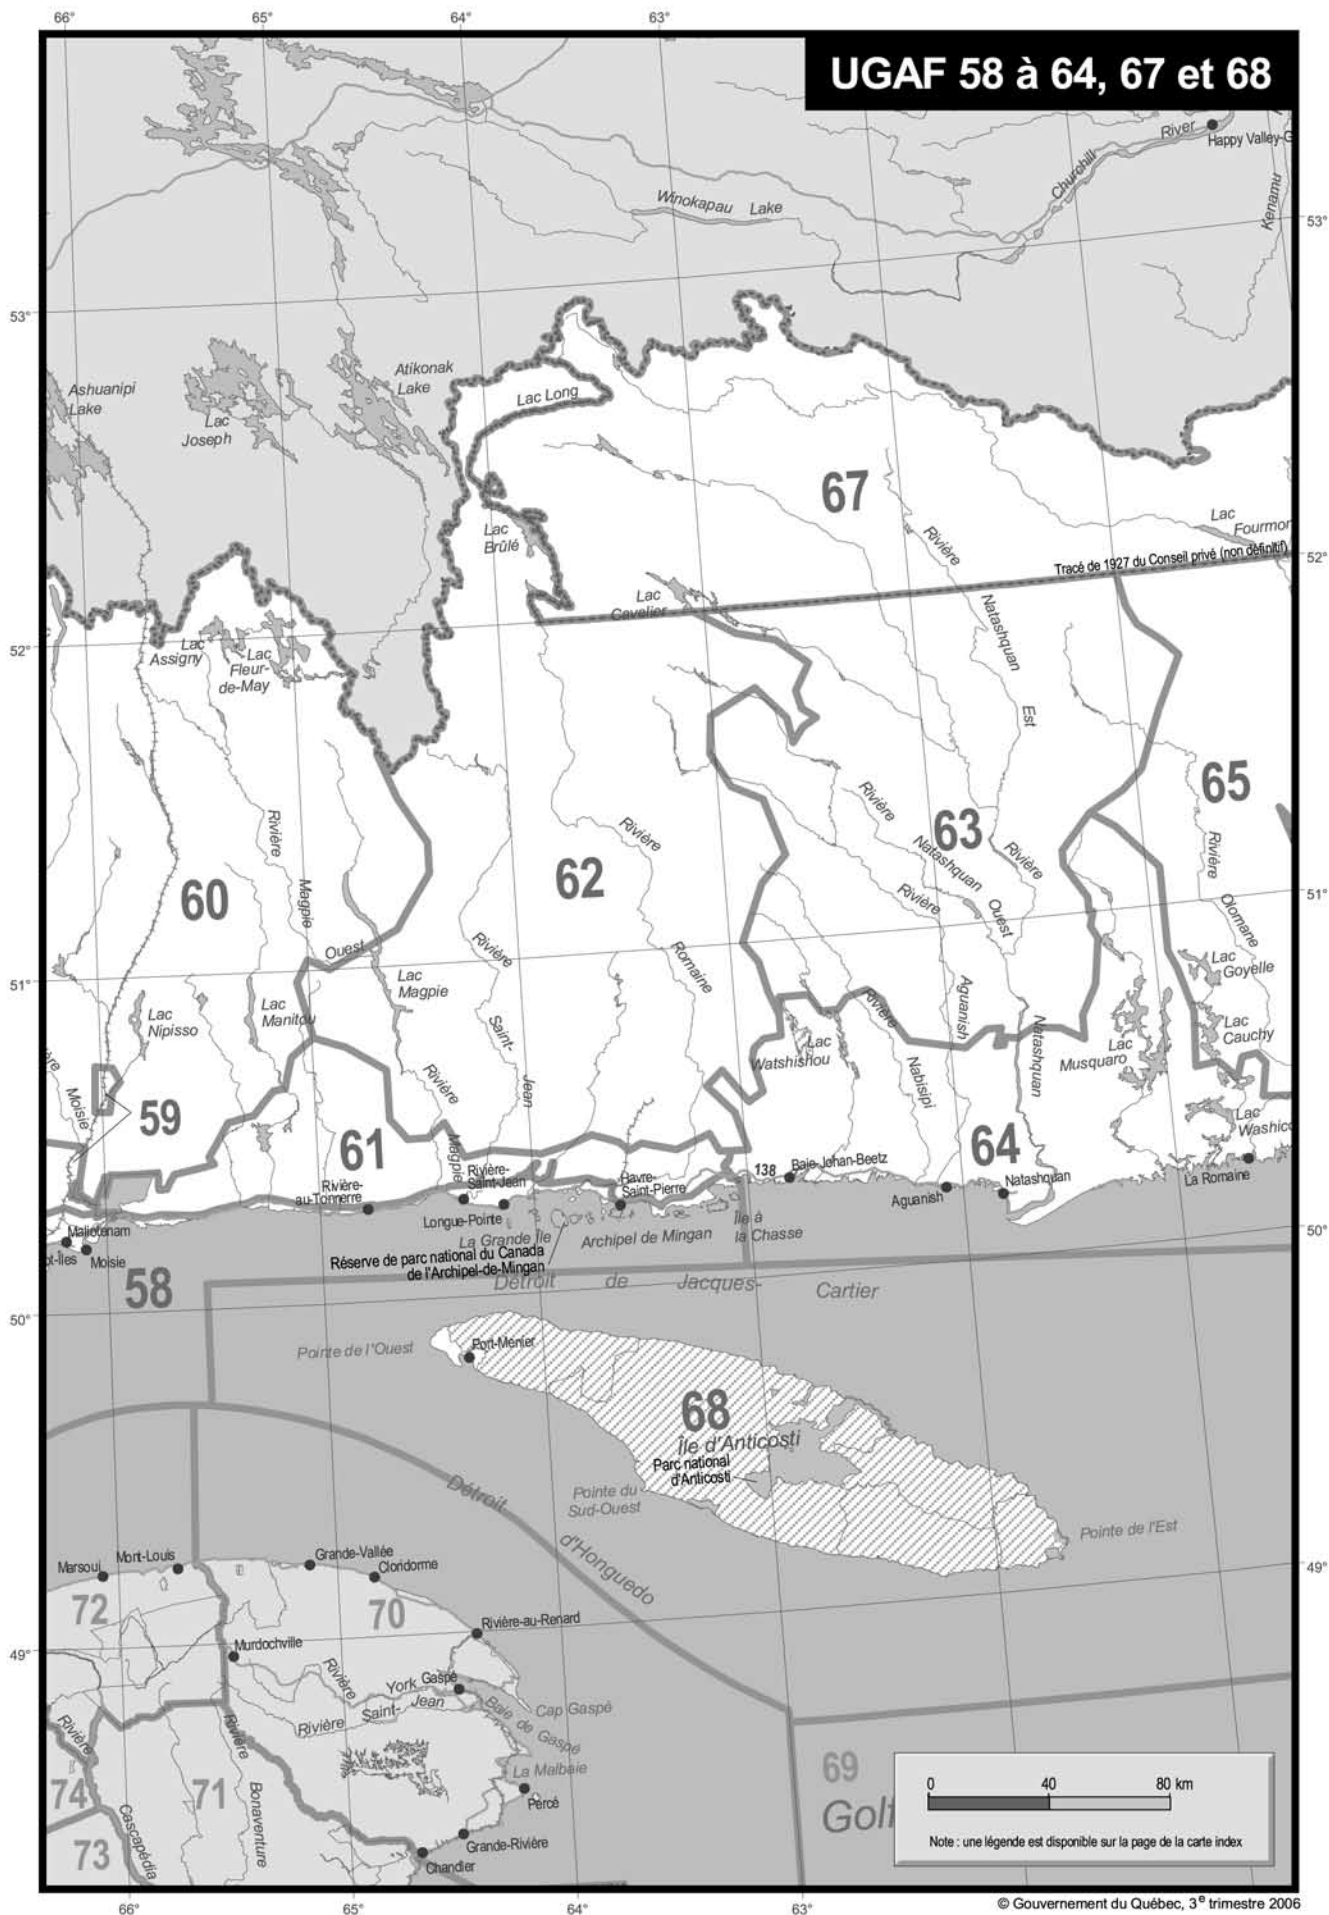 66°
65°
64°
63°
UGAF 58 à 64, 67 et 68
River
Happy Valley-G
Churchill
Kenamu
Winokapau Lake
53°
53°
Ashuanipi
Lake
Atikonak
Lake
Lac
Joseph
Lac Long
67
Lac
Brûlé
Rivière
Lac
Fourmon
Tracé de 1927 du Conseil privé (non définitif)
52°
Lac
Cavelier
Natashquan
Est
52°
Lac
Assigny
Lac
Fleur-
de-May
65
Rivière
Rivière
Rivière
63
Rivière
Rivière
Natashquan
Rivière
Ouest
60
62
51°
Magpie
Ouest
Rivière
Romaine
Olomane
Lac
Goyelle
51°
Lac
Magpie
Lac
Nipisso
Lac
Manitou
Saint-
Jean
Rivière
Aguanish
Natashquan
Lac
Musquaro
Lac
Cauchy
Lac
Watshishou
Nabisipi
ère
Moisie
Rivière
Magpie
59
61
64
Lac
Washico
Rivière-
Saint-Jean
Havre-
Saint-Pierre
138
Baie-Johan-Beetz
Rivière-
au-Tonnerre
Aguanish
Natashquan
La Romaine
Longue-Pointe
La Grande Île
Archipel de Mingan
Île à
la Chasse
50°
Maliotenam
pt-Îles
Moisie
Réserve de parc national du Canada
de l'Archipel-de-Mingan
58
Détroit de Jacques-Cartier
50°
Pointe de l'Ouest
Port-Menier
68
Île d'Anticosti
Parc national
d'Anticosti
Pointe du
Sud-Ouest
Pointe de l'Est
Détroit
d'Honguedo
49°
Marsoui
Mont-Louis
Grande-Vallée
Cloridorme
72
70
Rivière-au-Renard
49°
Murdochville
Rivière
York
Gaspé
Rivière
Saint-
Jean
Baie de Gaspé
Cap Gaspé
Rivière
Rivière
La Malbaie
74
71
Percé
Cascapédia
Bonaventure
73
Grande-Rivière
Chandler
69
Golf
0
40
80 km
Note : une légende est disponible sur la page de la carte index
66°
65°
64°
63°
© Gouvernement du Québec, 3e trimestre 2006